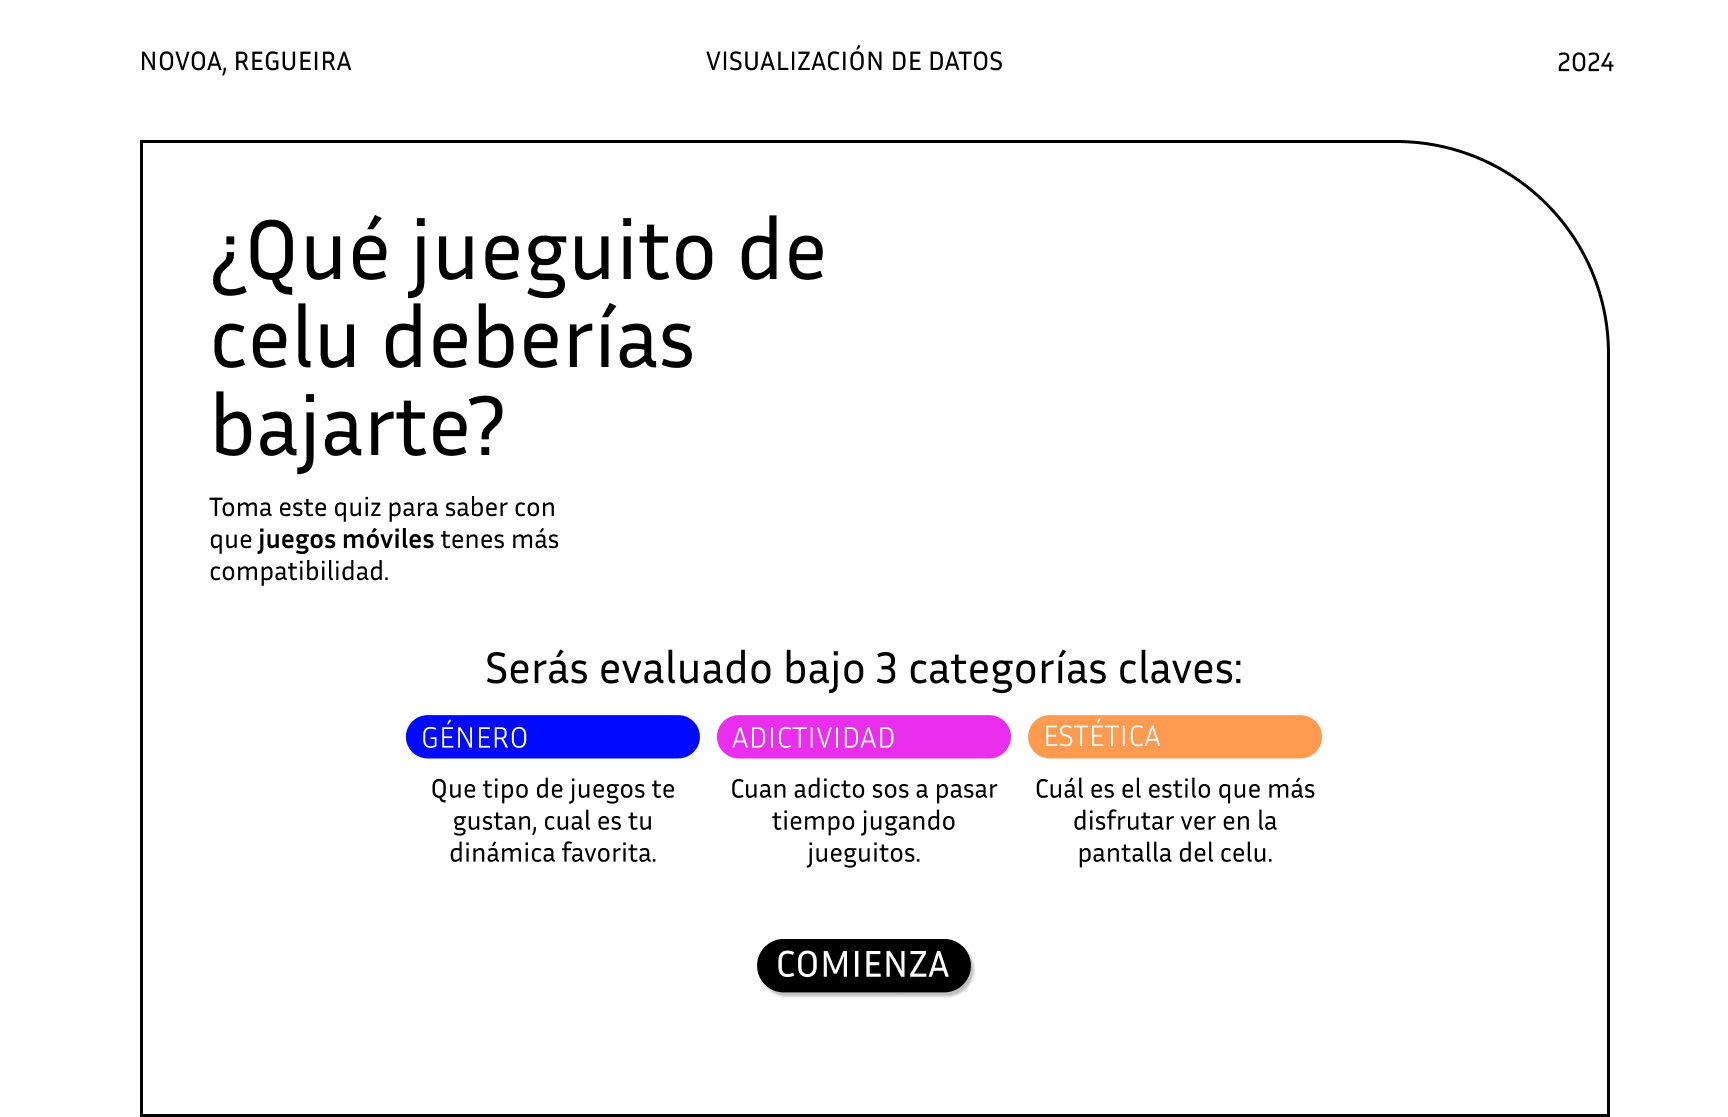 NOVOA, REGUEIRA
VISUALIZACIÓN DE DATOS
2024
¿Qué jueguito de
celu deberías
bajarte?
Toma este quiz para saber con
que juegos móviles tenes más
compatibilidad.
Serás evaluado bajo 3 categorías claves:
GÉNERO
Que tipo de juegos te
gustan, cual es tu
dinámica favorita.
ADICTIVIDAD
Cuan adicto sos a pasar
tiempo jugando
jueguitos.
ESTÉTICA
Cuál es el estilo que más
disfrutar ver en la
pantalla del celu.
COMIENZA